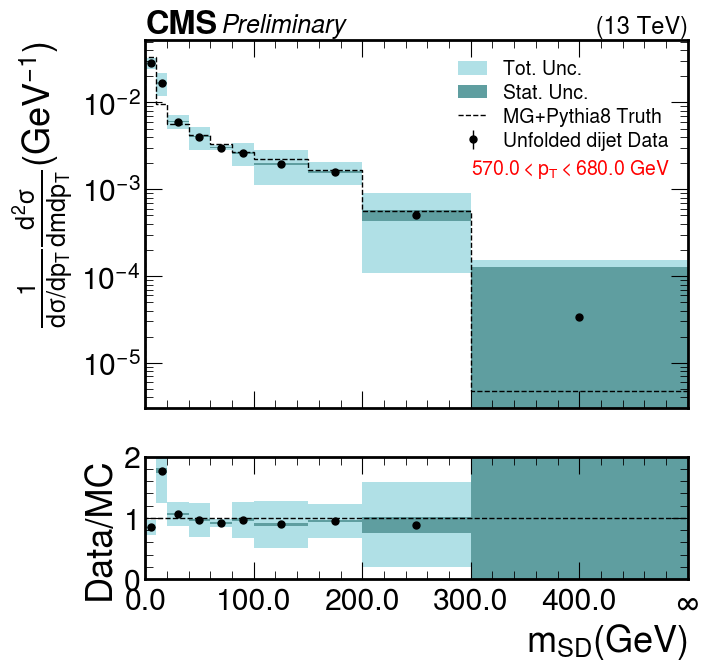 CMS Preliminary (13 TeV)
Tot. Unc.
Stat. Unc.
MG+Pythia8 Truth
Unfolded dijet Data
570.0 < p_T < 680.0 GeV
1/(dσ/dp_T) d²σ/(dmdp_T) (GeV⁻¹)
10⁻²
10⁻³
10⁻⁴
10⁻⁵
Data/MC
2
1
0
0.0 100.0 200.0 300.0 400.0 ∞
m_SD(GeV)